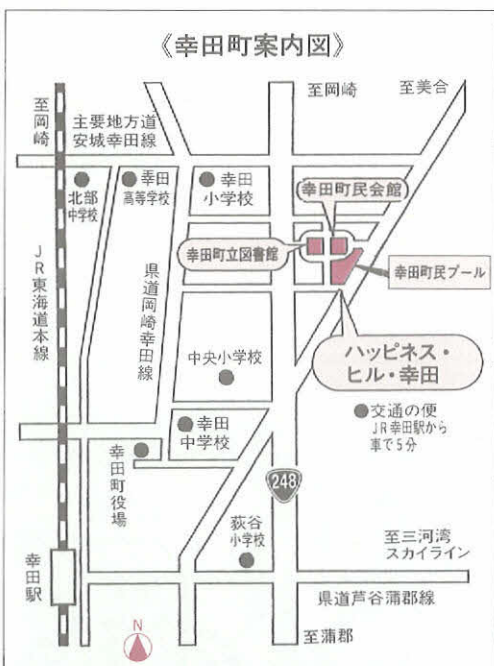 《幸田町案内図》
至岡崎
至岡崎
至美合
主要地方道
安城幸田線
北部
中学校
幸田
高等学校
幸田
小学校
幸田町民会館
幸田町立図書館
幸田町民プール
JR東海道本線
県道岡崎幸田線
ハッピネス・
ヒル・幸田
中央小学校
●交通の便
JR幸田駅から
車で5分
幸田
中学校
幸田町役場
248
荻谷
小学校
至三河湾
スカイライン
幸田駅
県道芦谷蒲郡線
N
至蒲郡